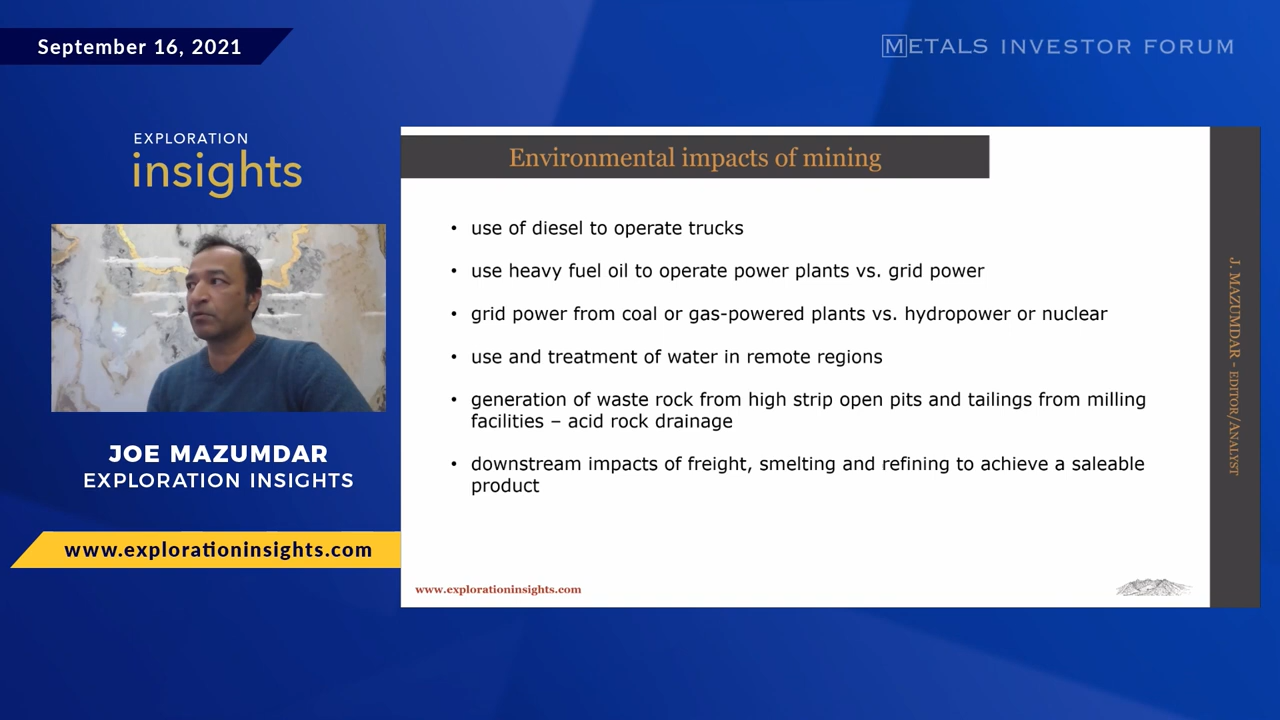 September 16, 2021
METALS INVESTOR FORUM
EXPLORATION
insights
JOE MAZUMDAR
EXPLORATION INSIGHTS
www.explorationinsights.com
Environmental impacts of mining
• use of diesel to operate trucks
• use heavy fuel oil to operate power plants vs. grid power
• grid power from coal or gas-powered plants vs. hydropower or nuclear
• use and treatment of water in remote regions
• generation of waste rock from high strip open pits and tailings from milling
facilities – acid rock drainage
• downstream impacts of freight, smelting and refining to achieve a saleable
product
www.explorationinsights.com
J. MAZUMDAR - EDITOR/ANALYST